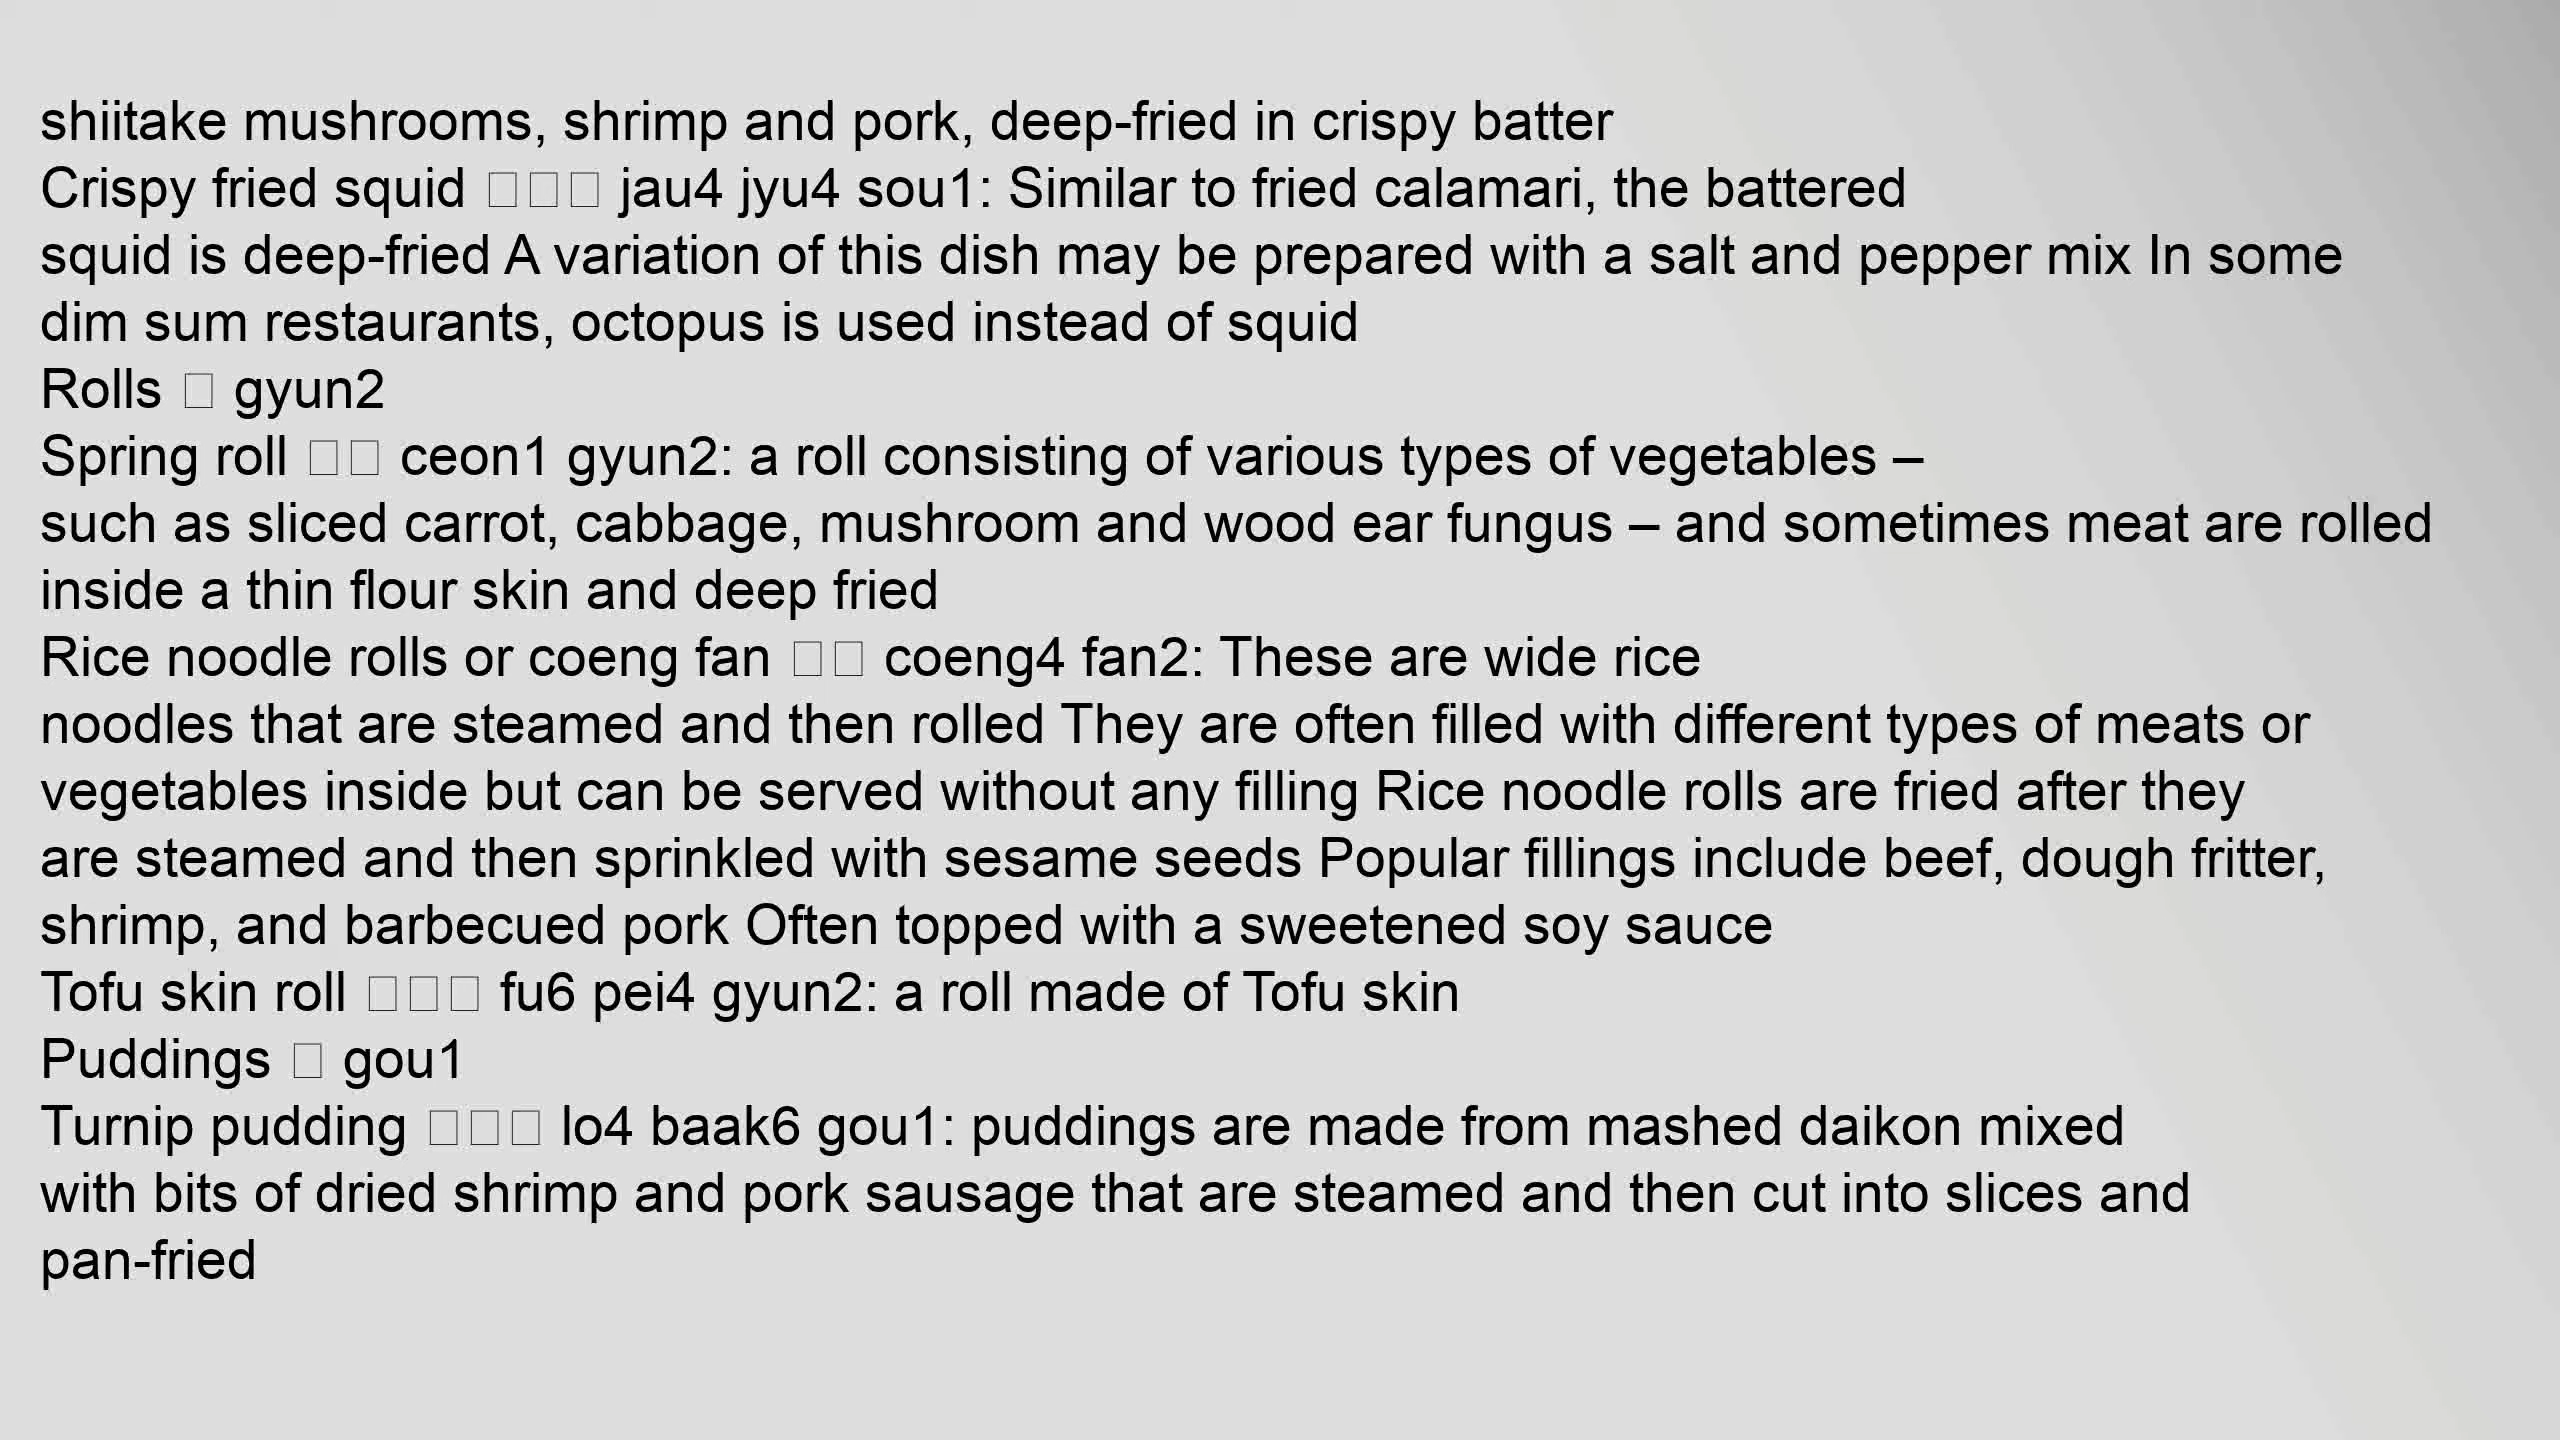 shiitake mushrooms, shrimp and pork, deep-fried in crispy batter
Crispy fried squid □□□ jau4 jyu4 sou1: Similar to fried calamari, the battered
squid is deep-fried A variation of this dish may be prepared with a salt and pepper mix In some
dim sum restaurants, octopus is used instead of squid
Rolls □ gyun2
Spring roll □□ ceon1 gyun2: a roll consisting of various types of vegetables –
such as sliced carrot, cabbage, mushroom and wood ear fungus – and sometimes meat are rolled
inside a thin flour skin and deep fried
Rice noodle rolls or coeng fan □□ coeng4 fan2: These are wide rice
noodles that are steamed and then rolled They are often filled with different types of meats or
vegetables inside but can be served without any filling Rice noodle rolls are fried after they
are steamed and then sprinkled with sesame seeds Popular fillings include beef, dough fritter,
shrimp, and barbecued pork Often topped with a sweetened soy sauce
Tofu skin roll □□□ fu6 pei4 gyun2: a roll made of Tofu skin
Puddings □ gou1
Turnip pudding □□□ lo4 baak6 gou1: puddings are made from mashed daikon mixed
with bits of dried shrimp and pork sausage that are steamed and then cut into slices and
pan-fried